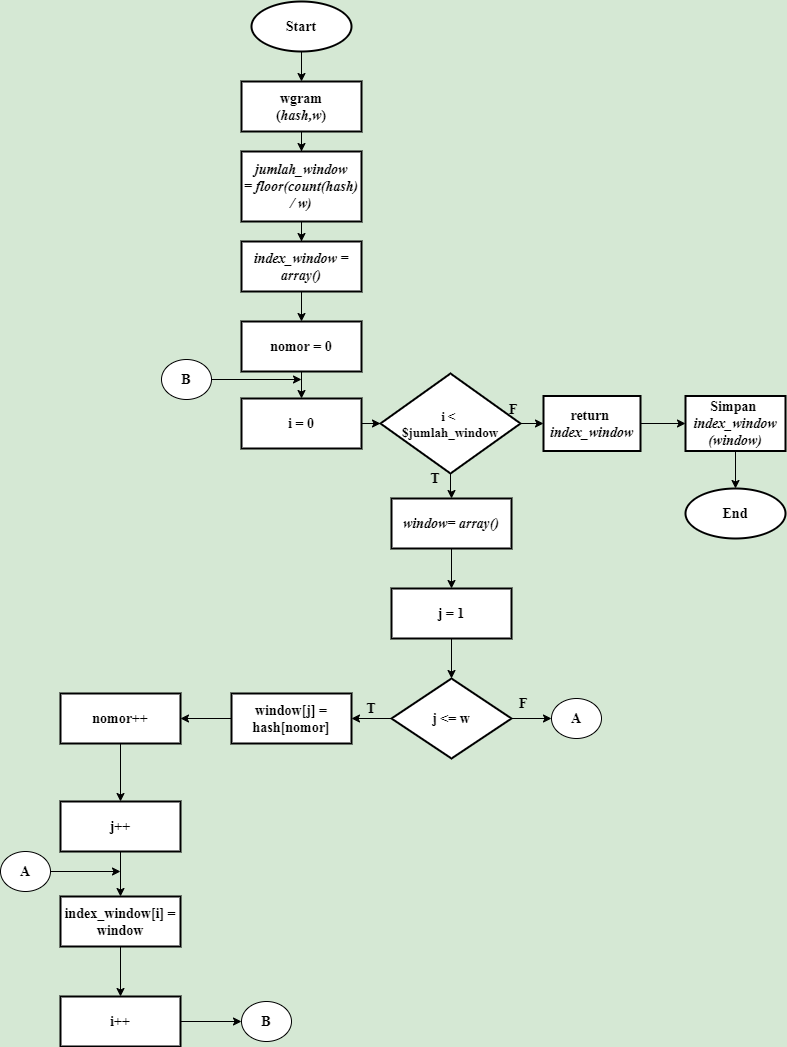 Start
wgram
(hash,w)
jumlah_window
= floor(count(hash)
/ w)
index_window =
array()
nomor = 0
B
i = 0
i <
$jumlah_window
F
return
index_window
Simpan
index_window
(window)
End
T
window= array()
j = 1
j <= w
F
A
T
window[j] =
hash[nomor]
nomor++
j++
A
index_window[i] =
window
i++
B